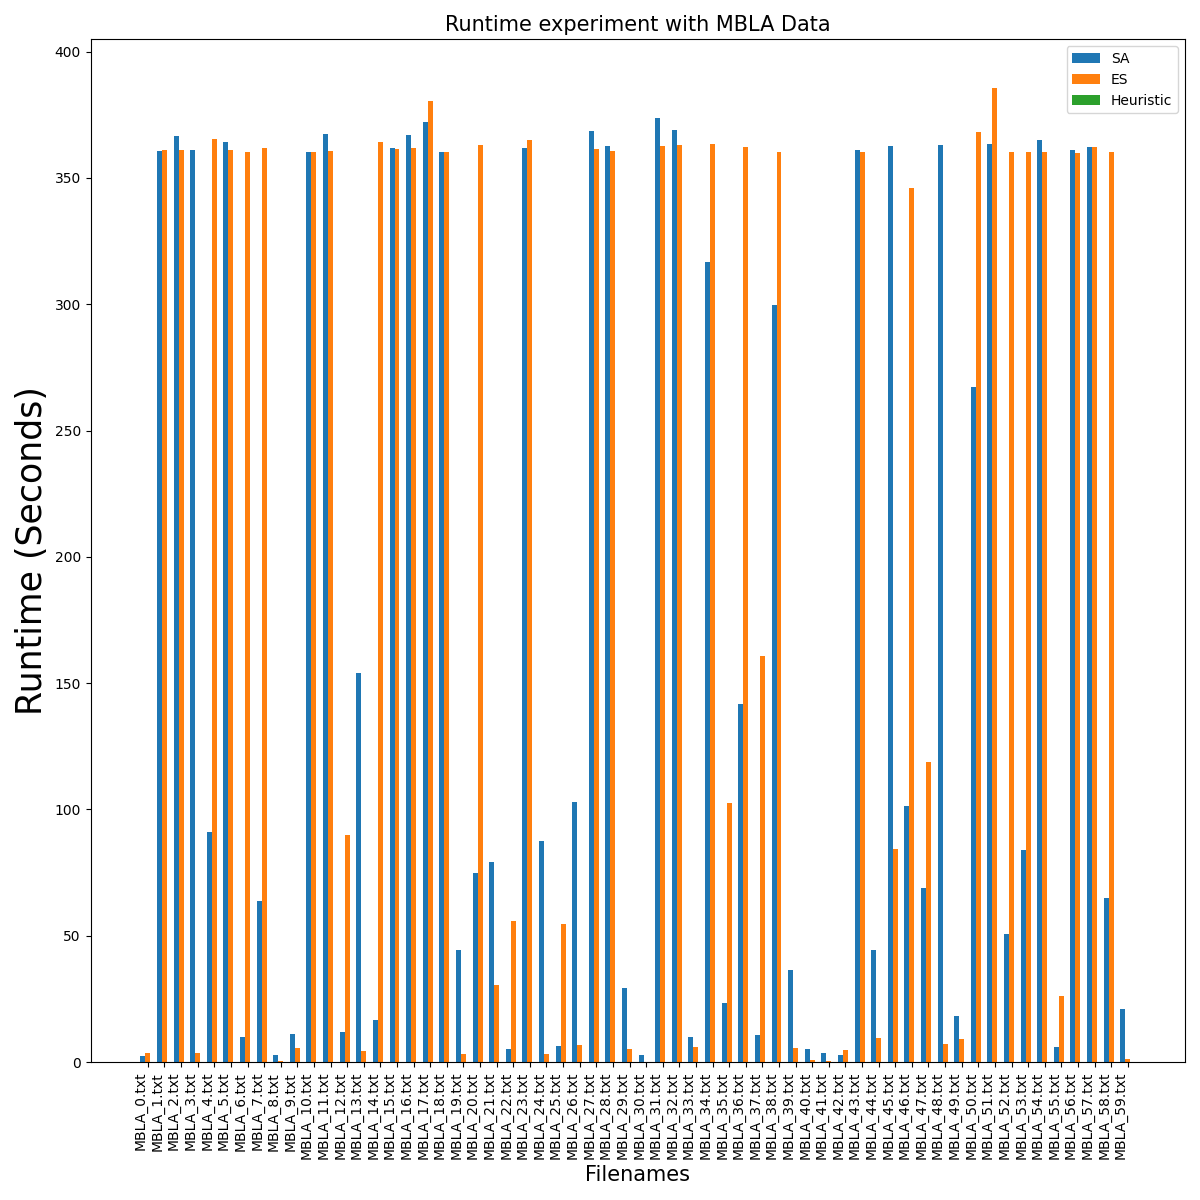 Runtime experiment with MBLA Data
SA
ES
Heuristic
400
350
300
250
200
150
100
50
0
Runtime (Seconds)
MBLA_0.txt
MBLA_1.txt
MBLA_2.txt
MBLA_3.txt
MBLA_4.txt
MBLA_5.txt
MBLA_6.txt
MBLA_7.txt
MBLA_8.txt
MBLA_9.txt
MBLA_10.txt
MBLA_11.txt
MBLA_12.txt
MBLA_13.txt
MBLA_14.txt
MBLA_15.txt
MBLA_16.txt
MBLA_17.txt
MBLA_18.txt
MBLA_19.txt
MBLA_20.txt
MBLA_21.txt
MBLA_22.txt
MBLA_23.txt
MBLA_24.txt
MBLA_25.txt
MBLA_26.txt
MBLA_27.txt
MBLA_28.txt
MBLA_29.txt
MBLA_30.txt
MBLA_31.txt
MBLA_32.txt
MBLA_33.txt
MBLA_34.txt
MBLA_35.txt
MBLA_36.txt
MBLA_37.txt
MBLA_38.txt
MBLA_39.txt
MBLA_40.txt
MBLA_41.txt
MBLA_42.txt
MBLA_43.txt
MBLA_44.txt
MBLA_45.txt
MBLA_46.txt
MBLA_47.txt
MBLA_48.txt
MBLA_49.txt
MBLA_50.txt
MBLA_51.txt
MBLA_52.txt
MBLA_53.txt
MBLA_54.txt
MBLA_55.txt
MBLA_56.txt
MBLA_57.txt
MBLA_58.txt
MBLA_59.txt
Filenames